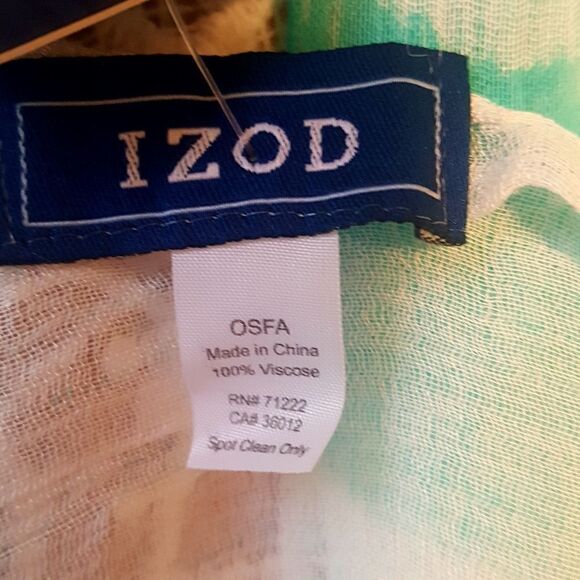 IZOD
OSFA
Made in China
100% Viscose
RN# 71222
CA# 36012
Spot Clean Only